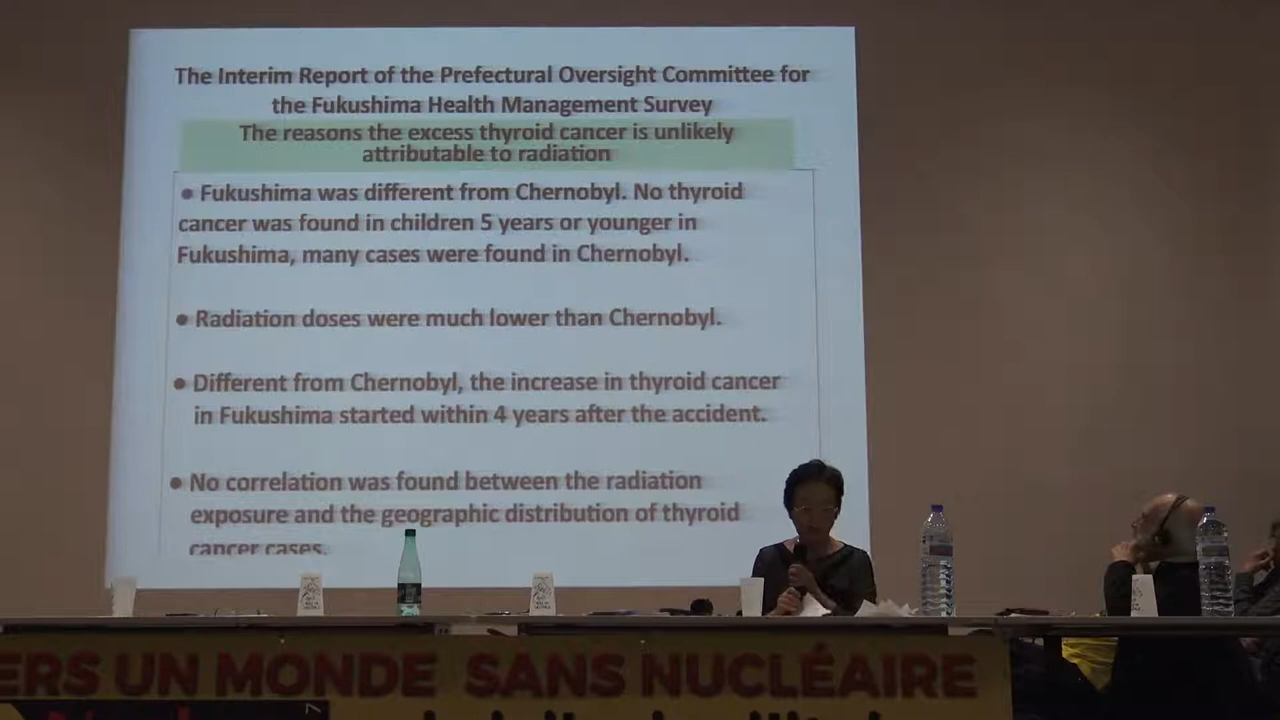 The Interim Report of the Prefectural Oversight Committee for
the Fukushima Health Management Survey
The reasons the excess thyroid cancer is unlikely
attributable to radiation
• Fukushima was different from Chernobyl. No thyroid
cancer was found in children 5 years or younger in
Fukushima, many cases were found in Chernobyl.
• Radiation doses were much lower than Chernobyl.
• Different from Chernobyl, the increase in thyroid cancer
in Fukushima started within 4 years after the accident.
• No correlation was found between the radiation
exposure and the geographic distribution of thyroid
cancer cases.
ERS UN MONDE SANS NUCLÉAIRE